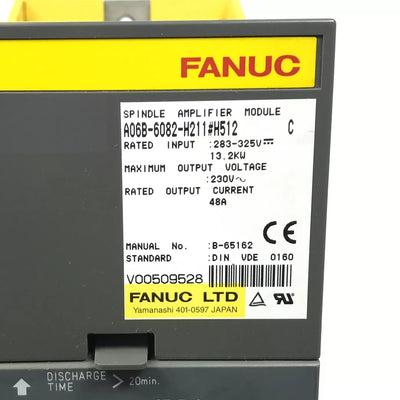 FANUC
SPINDLE AMPLIFIER MODULE
A06B-6082-H211#H512 C
RATED INPUT :283-325V⎓
13.2KW
MAXIMUM OUTPUT VOLTAGE
:230V~
RATED OUTPUT CURRENT
48A
MANUAL No. :B-65162
STANDARD :DIN VDE 0160
CE
V00509528
FANUC LTD
Yamanashi 401-0597 JAPAN
DISCHARGE
TIME > 20min.